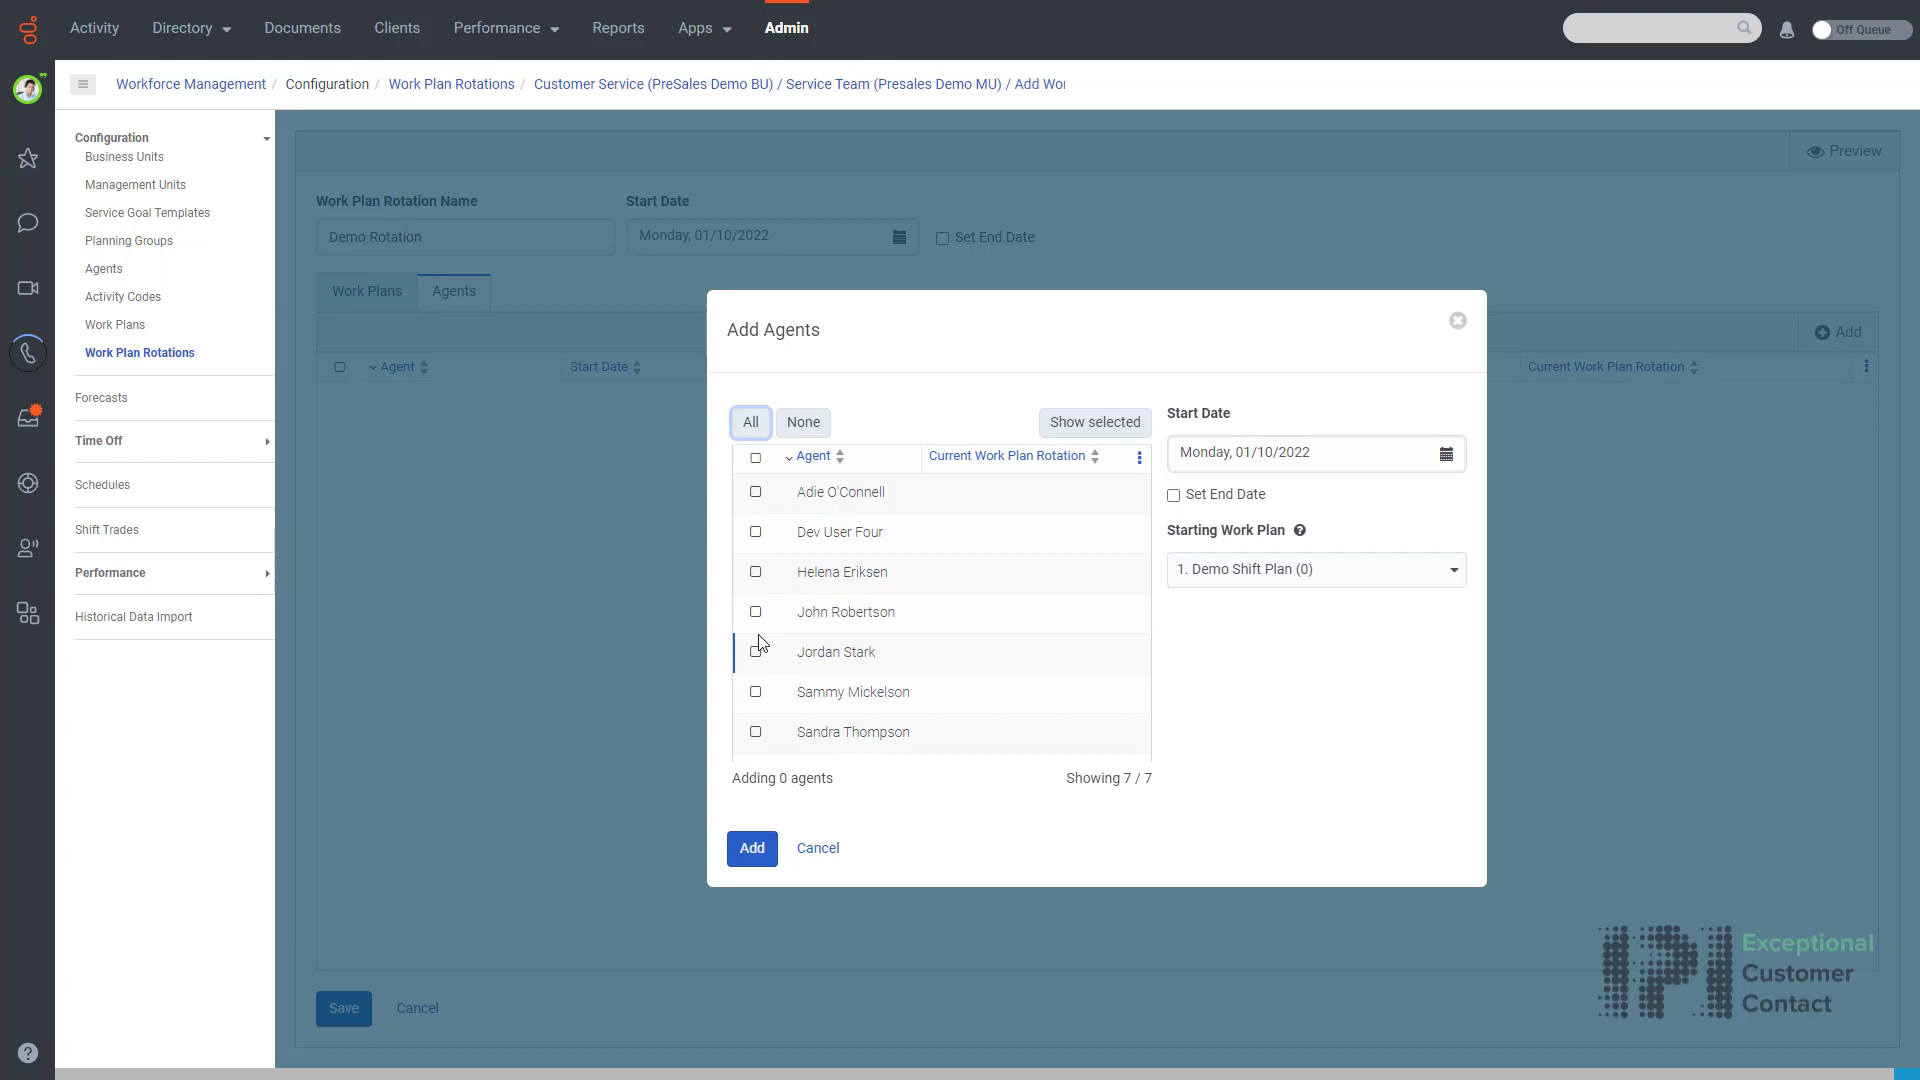 Activity
Directory
Documents
Clients
Performance
Reports
Apps
Admin
Off Queue
Workforce Management / Configuration / Work Plan Rotations / Customer Service (PreSales Demo BU) / Service Team (Presales Demo MU) / Add Wor
Configuration
Business Units
Management Units
Service Goal Templates
Planning Groups
Agents
Activity Codes
Work Plans
Work Plan Rotations
Forecasts
Time Off
Schedules
Shift Trades
Performance
Historical Data Import
Preview
Work Plan Rotation Name
Start Date
Demo Rotation
Monday, 01/10/2022
Set End Date
Work Plans
Agents
Add
Agent
Start Date
Current Work Plan Rotation
Add Agents
All
None
Show selected
Agent
Current Work Plan Rotation
Adie O'Connell
Dev User Four
Helena Eriksen
John Robertson
Jordan Stark
Sammy Mickelson
Sandra Thompson
Adding 0 agents
Showing 7 / 7
Start Date
Monday, 01/10/2022
Set End Date
Starting Work Plan
1. Demo Shift Plan (0)
Add
Cancel
Save
Cancel
IPI
Exceptional
Customer
Contact